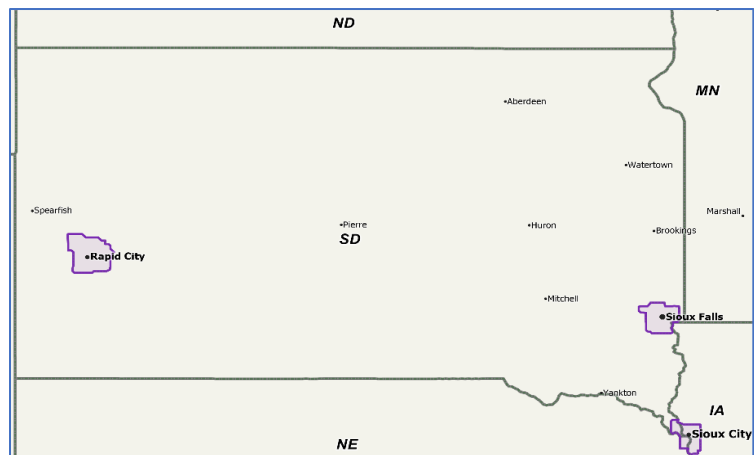 ND
MN
Aberdeen
Watertown
Spearfish
Marshall
Pierre
Huron
Brookings
SD
Rapid City
Mitchell
Sioux Falls
Yankton
IA
Sioux City
NE